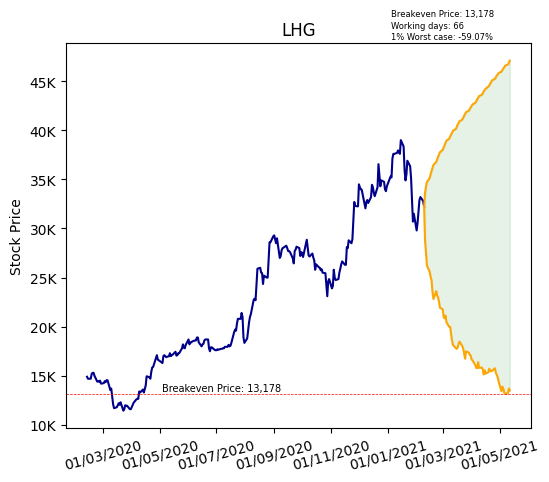 Breakeven Price: 13,178
Working days: 66
1% Worst case: -59.07%
LHG
Stock Price
45K
40K
35K
30K
25K
20K
15K
10K
Breakeven Price: 13,178
01/03/2020
01/05/2020
01/07/2020
01/09/2020
01/11/2020
01/01/2021
01/03/2021
01/05/2021